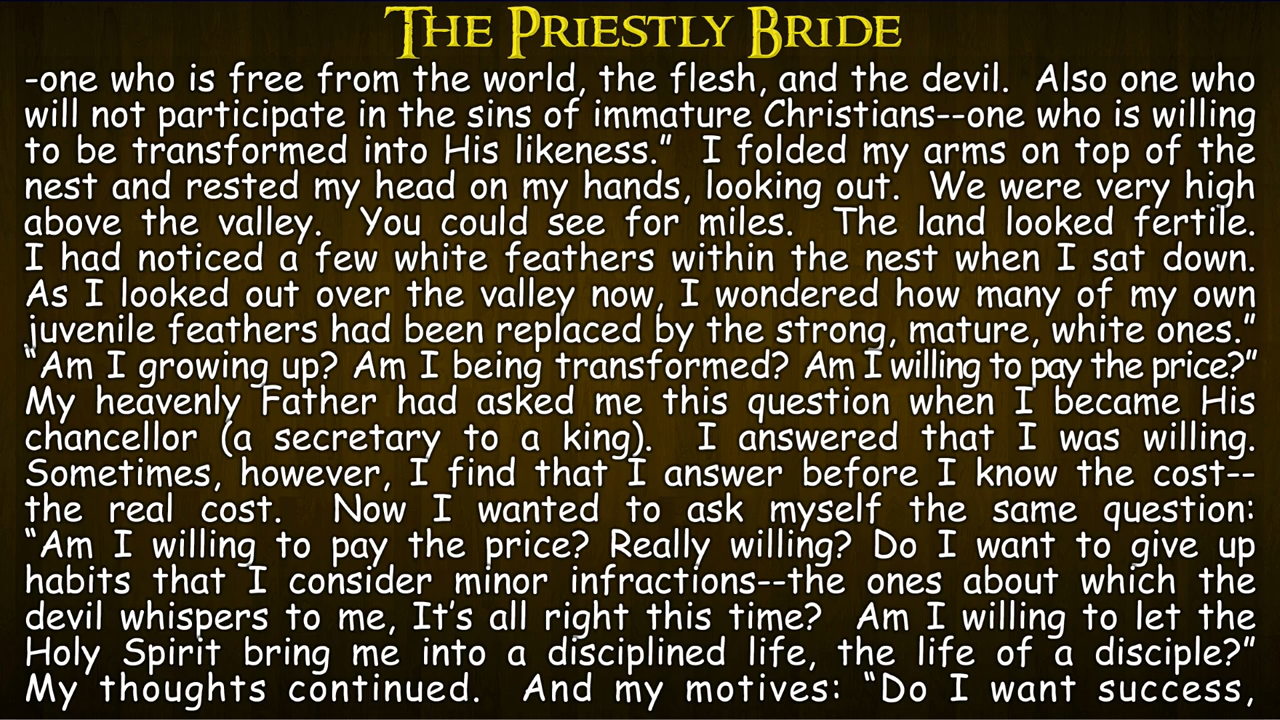 The Priestly Bride
-one who is free from the world, the flesh, and the devil.  Also one who
will not participate in the sins of immature Christians--one who is willing
to be transformed into His likeness.”  I folded my arms on top of the
nest and rested my head on my hands, looking out.  We were very high
above the valley.  You could see for miles.  The land looked fertile.
I had noticed a few white feathers within the nest when I sat down.
As I looked out over the valley now, I wondered how many of my own
juvenile feathers had been replaced by the strong, mature, white ones.”
“Am I growing up? Am I being transformed? Am I willing to pay the price?”
My heavenly Father had asked me this question when I became His
chancellor (a secretary to a king).  I answered that I was willing.
Sometimes, however, I find that I answer before I know the cost--
the real cost.  Now I wanted to ask myself the same question:
“Am I willing to pay the price? Really willing? Do I want to give up
habits that I consider minor infractions--the ones about which the
devil whispers to me, It’s all right this time?  Am I willing to let the
Holy Spirit bring me into a disciplined life, the life of a disciple?”
My thoughts continued.  And my motives: “Do I want success,